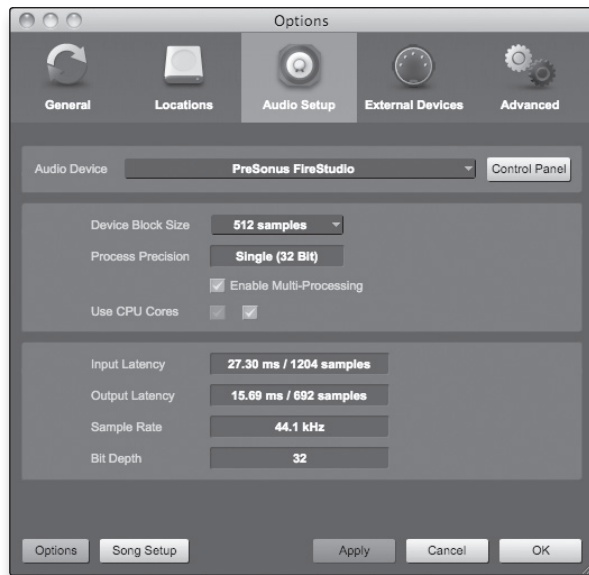 Options
General Locations Audio Setup External Devices Advanced
Audio Device PreSonus FireStudio Control Panel
Device Block Size 512 samples
Process Precision Single (32 Bit)
Enable Multi-Processing
Use CPU Cores
Input Latency 27.30 ms / 1204 samples
Output Latency 15.69 ms / 692 samples
Sample Rate 44.1 kHz
Bit Depth 32
Options Song Setup Apply Cancel OK